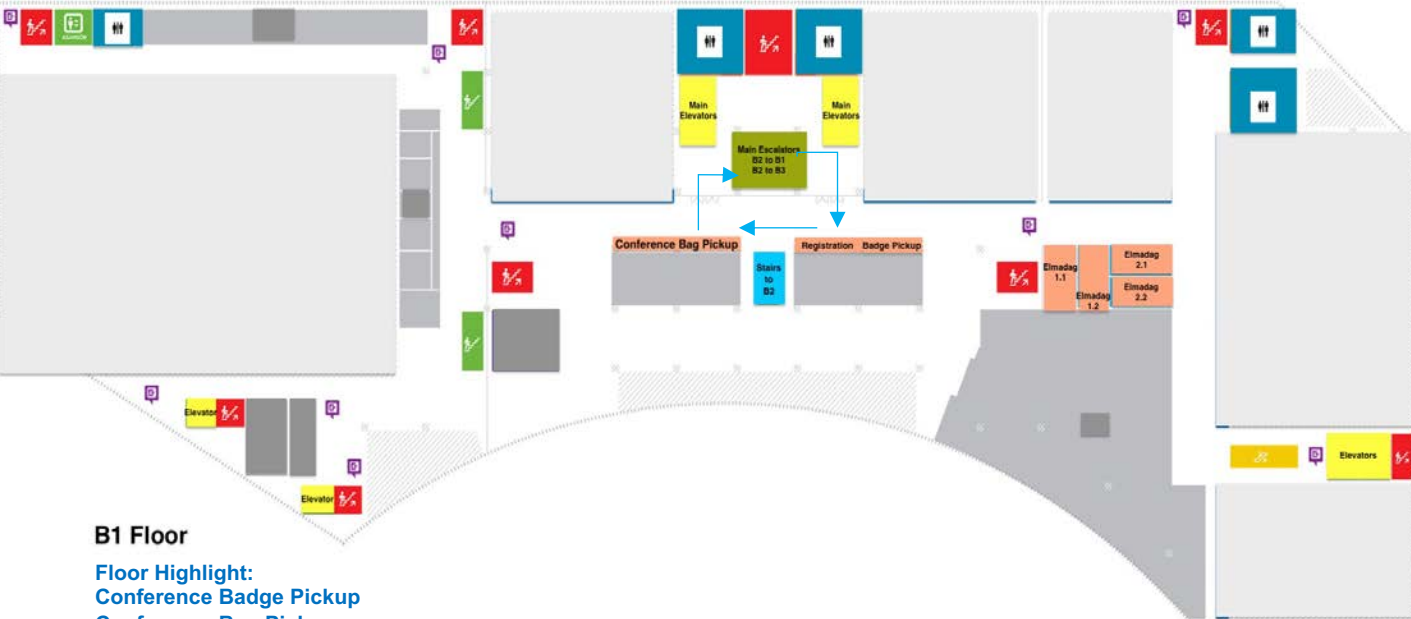 Main
Elevators
Main
Elevators
Main Escalators
B2 to B1
B2 to B3
Conference Bag Pickup
Stairs
to
B2
Registration Badge Pickup
Elmadag
1.1
Elmadag
1.2
Elmadag
2.1
Elmadag
2.2
Elevator
Elevator
Elevators
B1 Floor
Floor Highlight:
Conference Badge Pickup